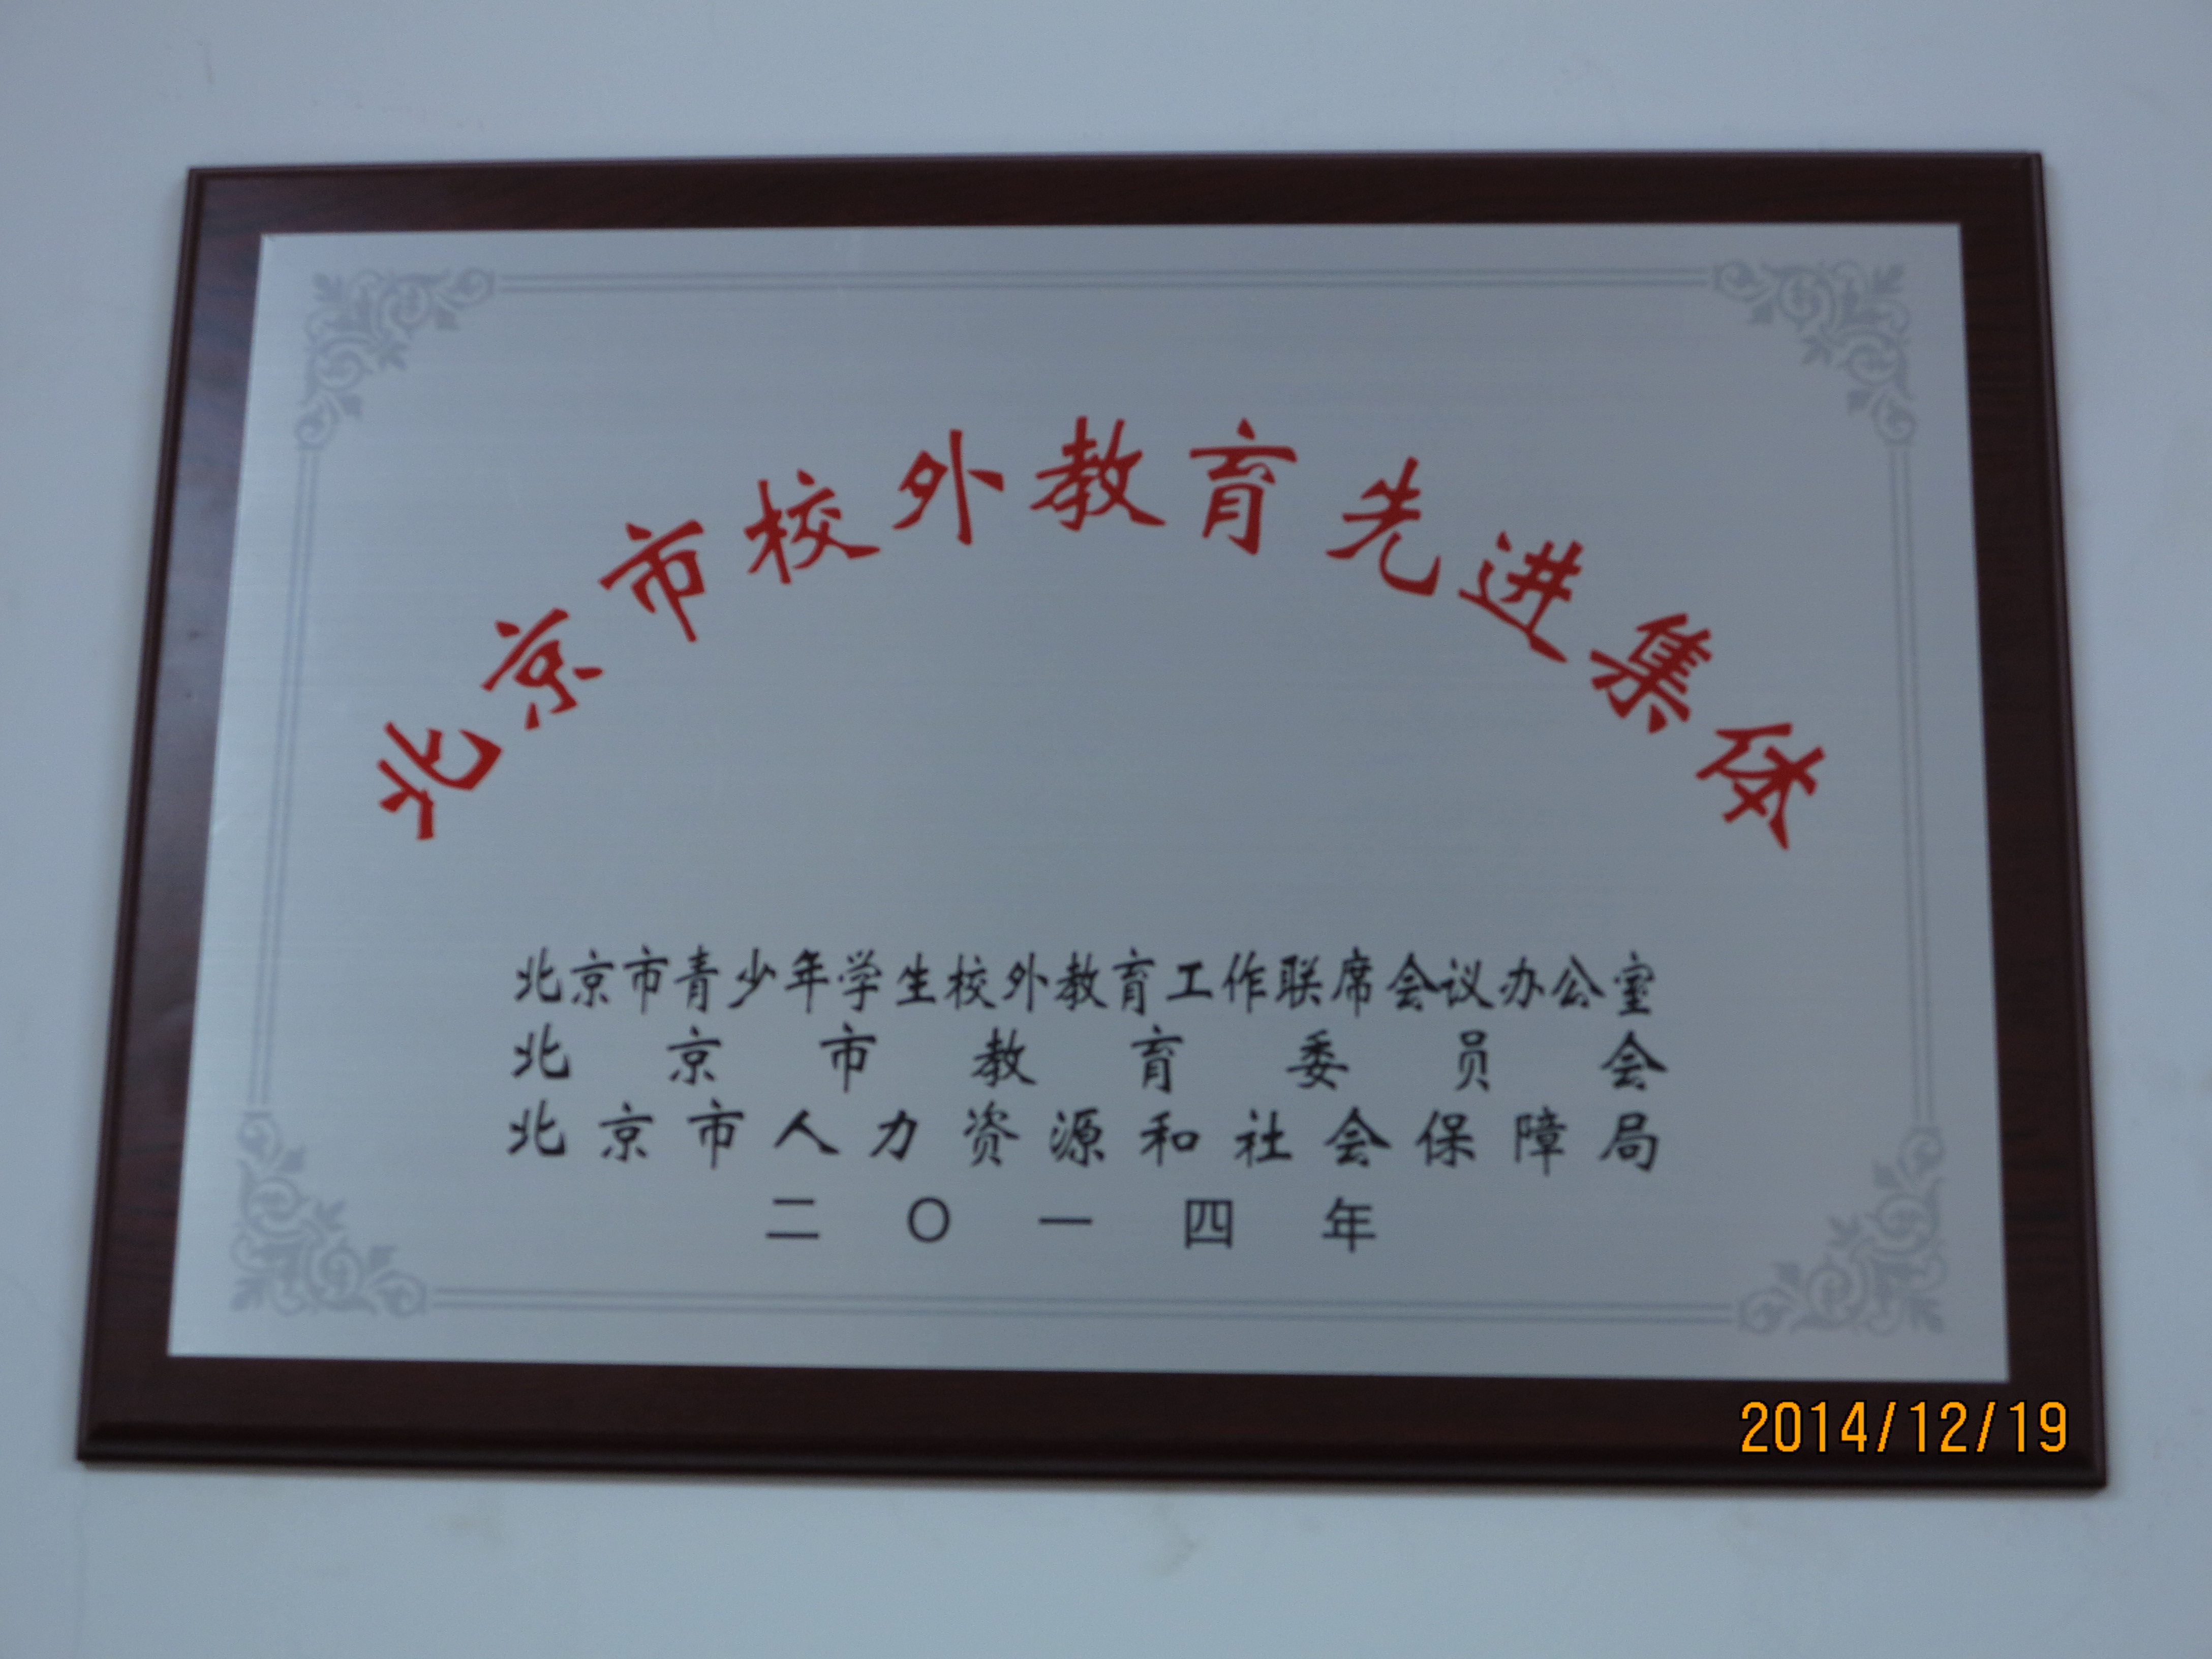 北京市校外教育先进集体
北京市青少年学生校外教育工作联席会议办公室
北京市教育委员会
北京市人力资源和社会保障局
二〇一四年
2014/12/19